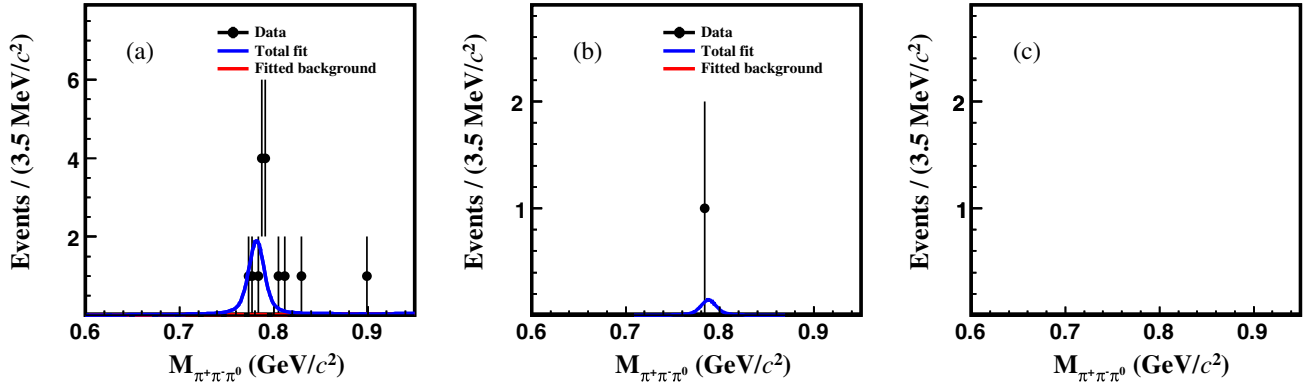 (a)
Data
Total fit
Fitted background
Events / (3.5 MeV/c²)
6
4
2
0.6 0.7 0.8 0.9
M_π⁺π⁻π⁰ (GeV/c²)
(b)
Data
Total fit
Fitted background
Events / (3.5 MeV/c²)
2
1
0.6 0.7 0.8 0.9
M_π⁺π⁻π⁰ (GeV/c²)
(c)
Events / (3.5 MeV/c²)
2
1
0.6 0.7 0.8 0.9
M_π⁺π⁻π⁰ (GeV/c²)